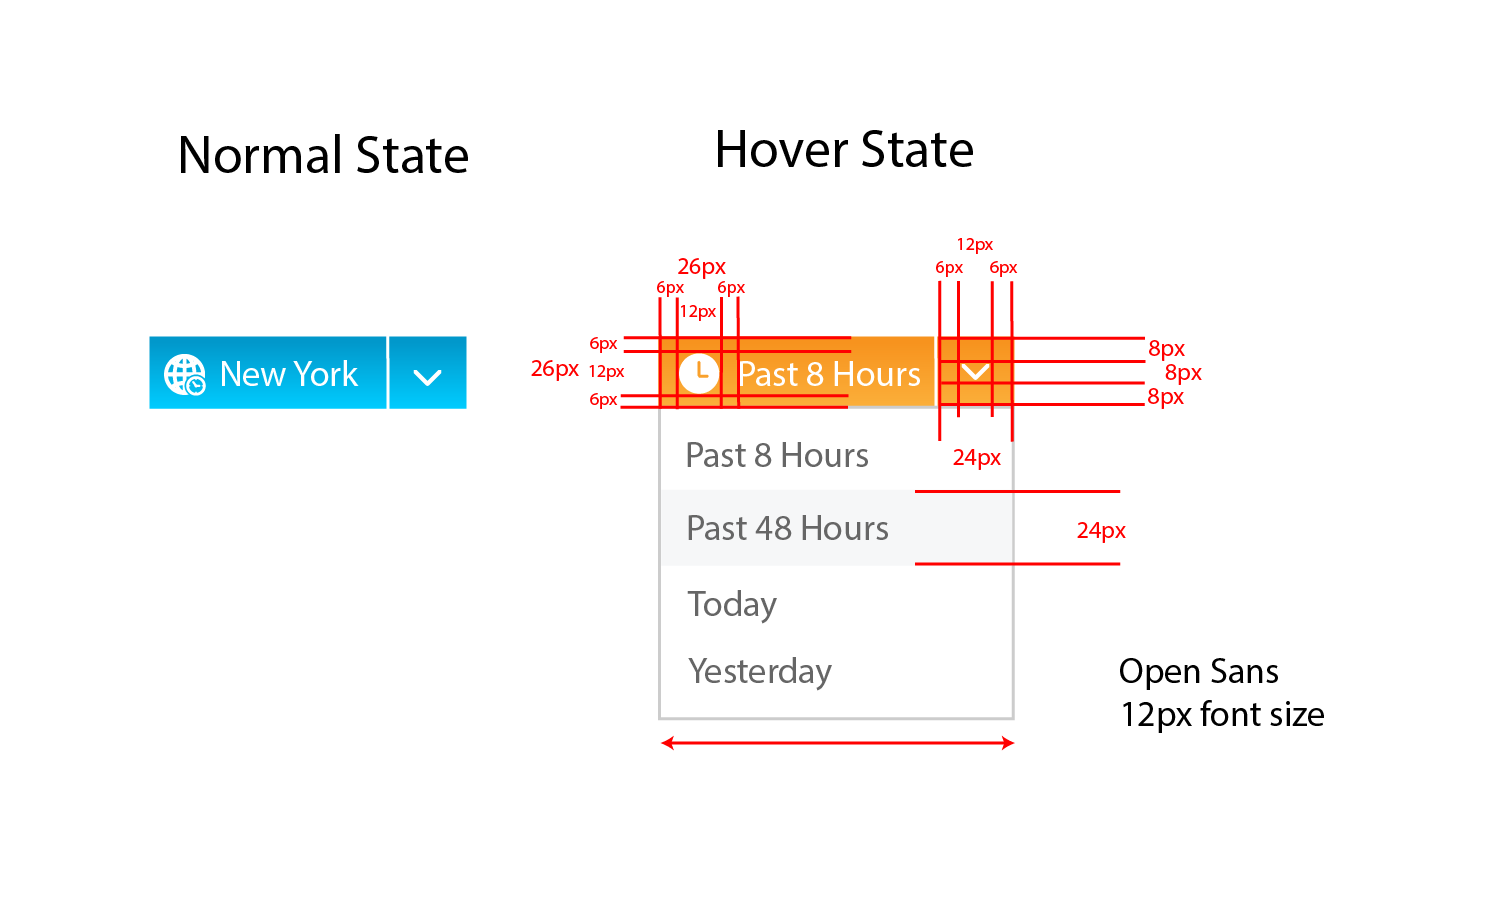 Normal State
Hover State
12px
26px
6px
6px
6px
6px
12px
6px
26px
12px
6px
New York
Past 8 Hours
8px
8px
8px
Past 8 Hours
24px
Past 48 Hours
24px
Today
Yesterday
Open Sans
12px font size